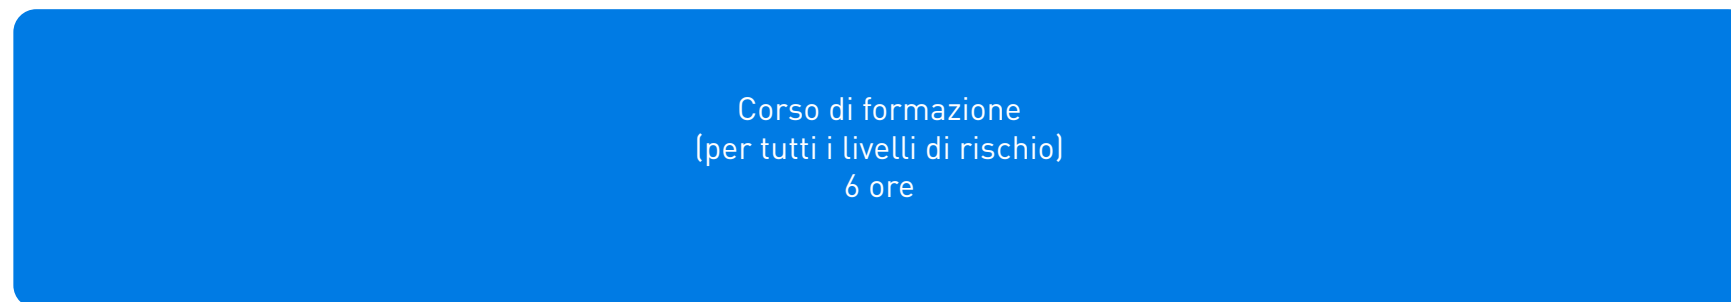 Corso di formazione
(per tutti i livelli di rischio)
6 ore